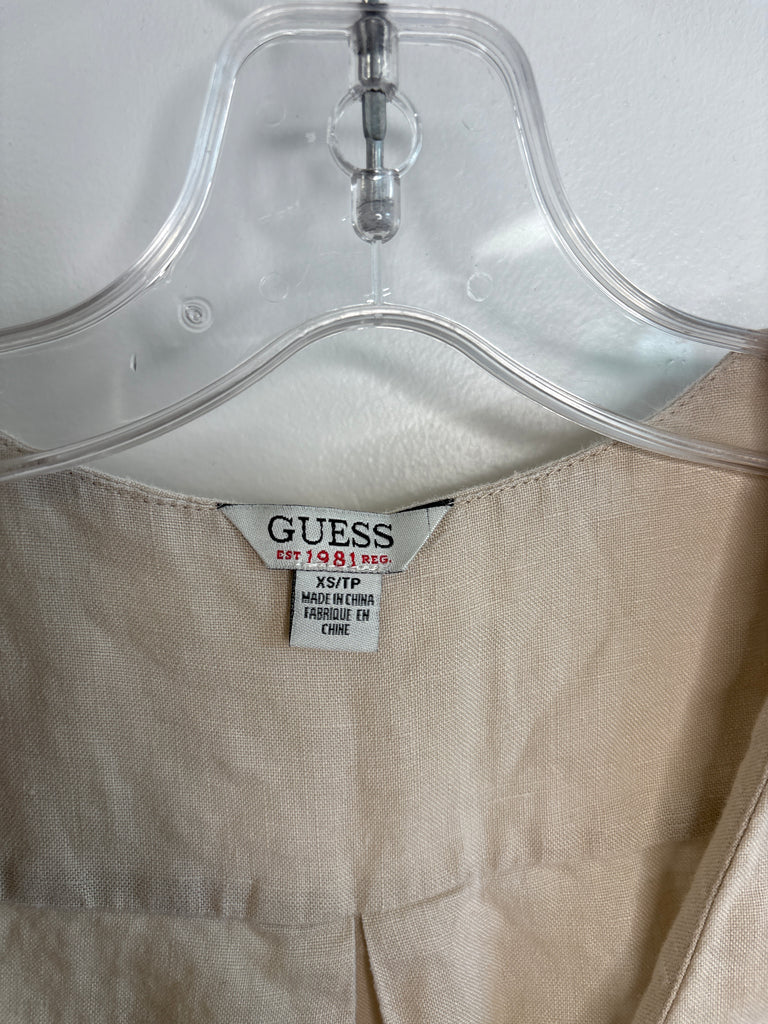 GUESS
EST 1981 REG.
XS/TP
MADE IN CHINA
FABRIQUE EN
CHINE